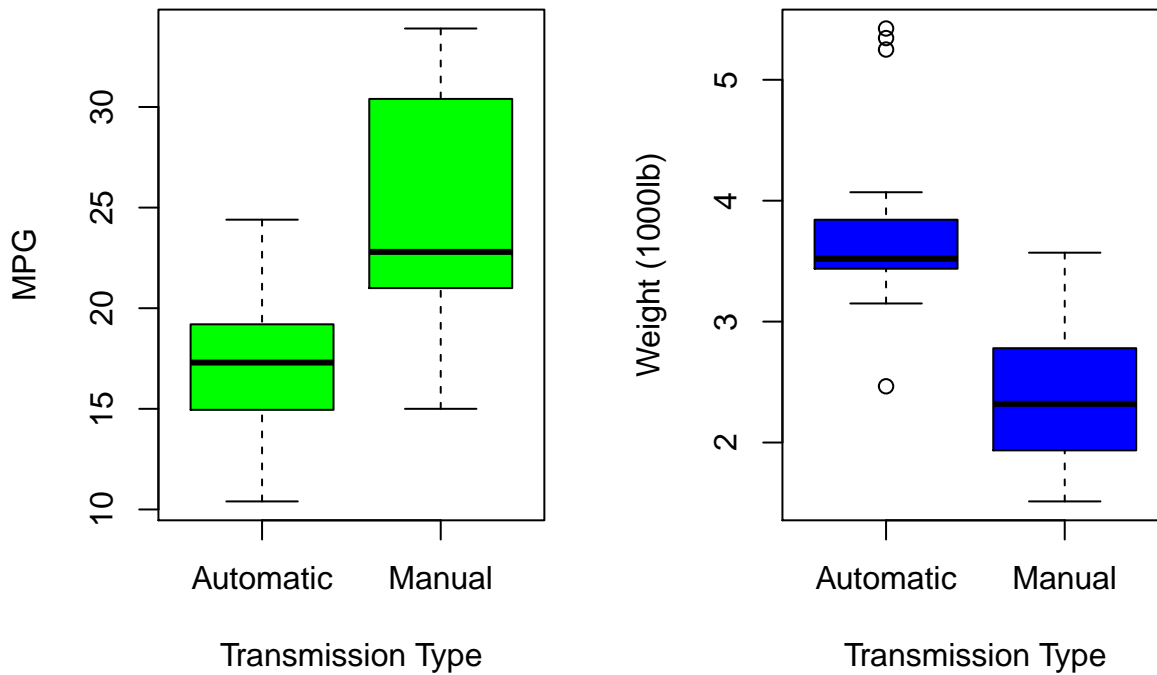 MPG
30
25
20
15
10
Automatic Manual
Transmission Type
Weight (1000lb)
5
4
3
2
Automatic Manual
Transmission Type